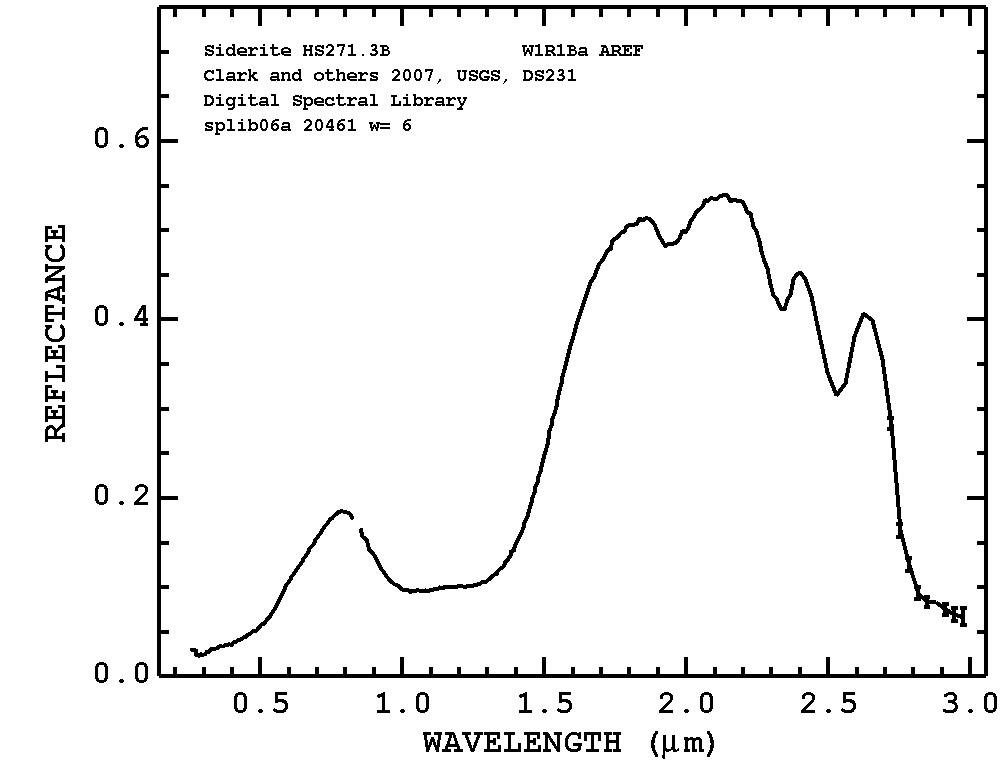 Siderite HS271.3B W1R1Ba AREF
Clark and others 2007, USGS, DS231
Digital Spectral Library
splib06a 20461 w= 6
0.6
0.4
0.2
0.0
REFLECTANCE
0.5 1.0 1.5 2.0 2.5 3.0
WAVELENGTH (μm)